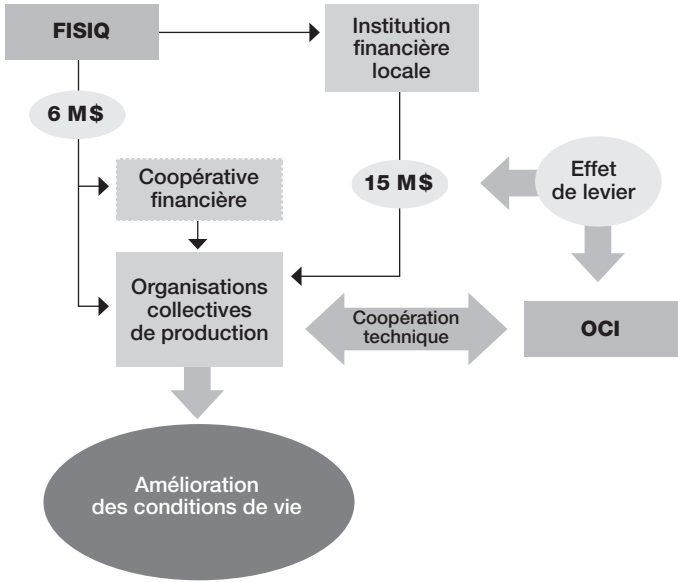 FISIQ
Institution
financière
locale
6 M$
Coopérative
financière
15 M$
Effet
de levier
Organisations
collectives
de production
Coopération
technique
OCI
Amélioration
des conditions de vie